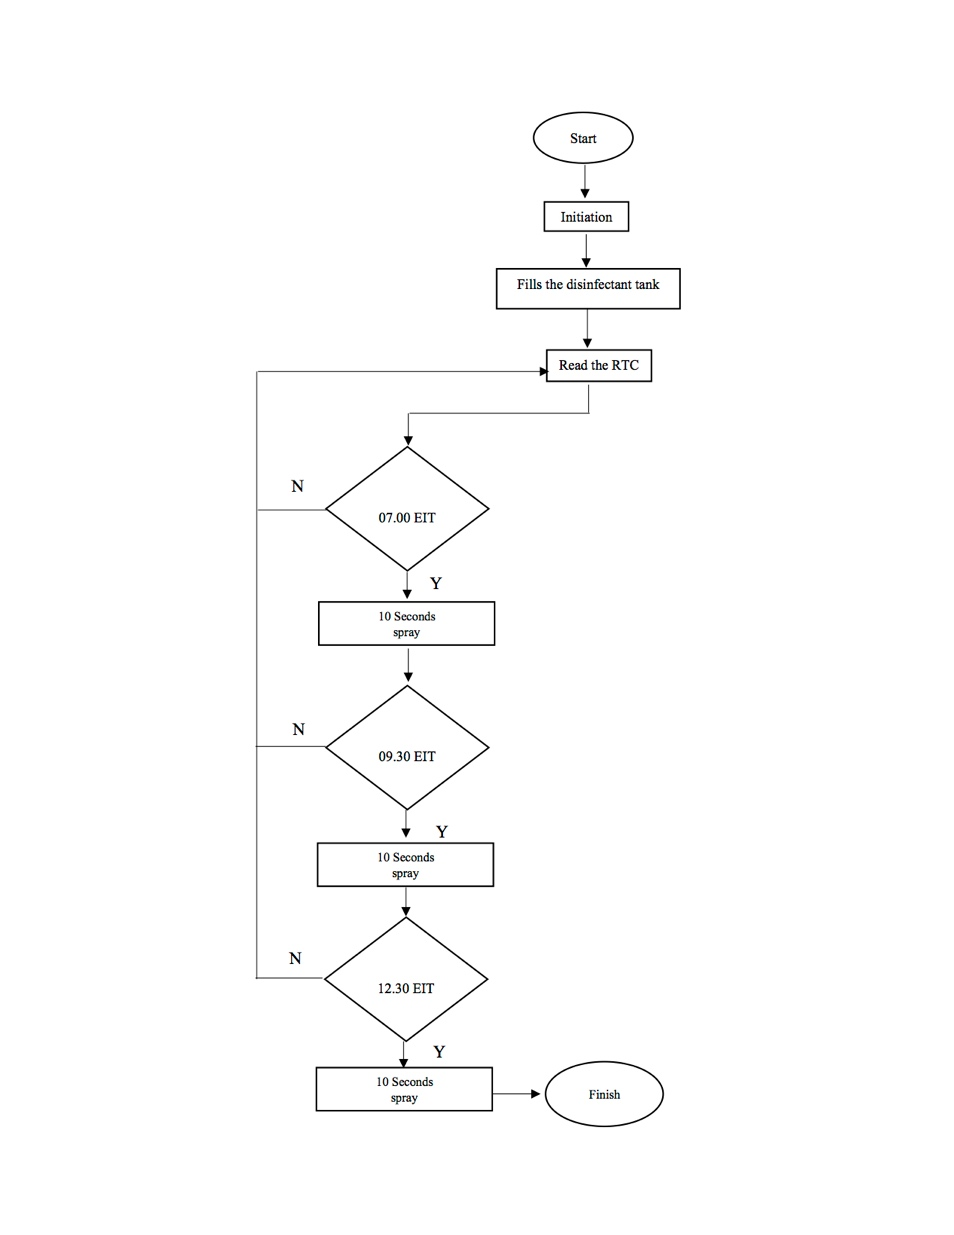 Start
Initiation
Fills the disinfectant tank
Read the RTC
N
07.00 EIT
Y
10 Seconds
spray
N
09.30 EIT
Y
10 Seconds
spray
N
12.30 EIT
Y
10 Seconds
spray
Finish